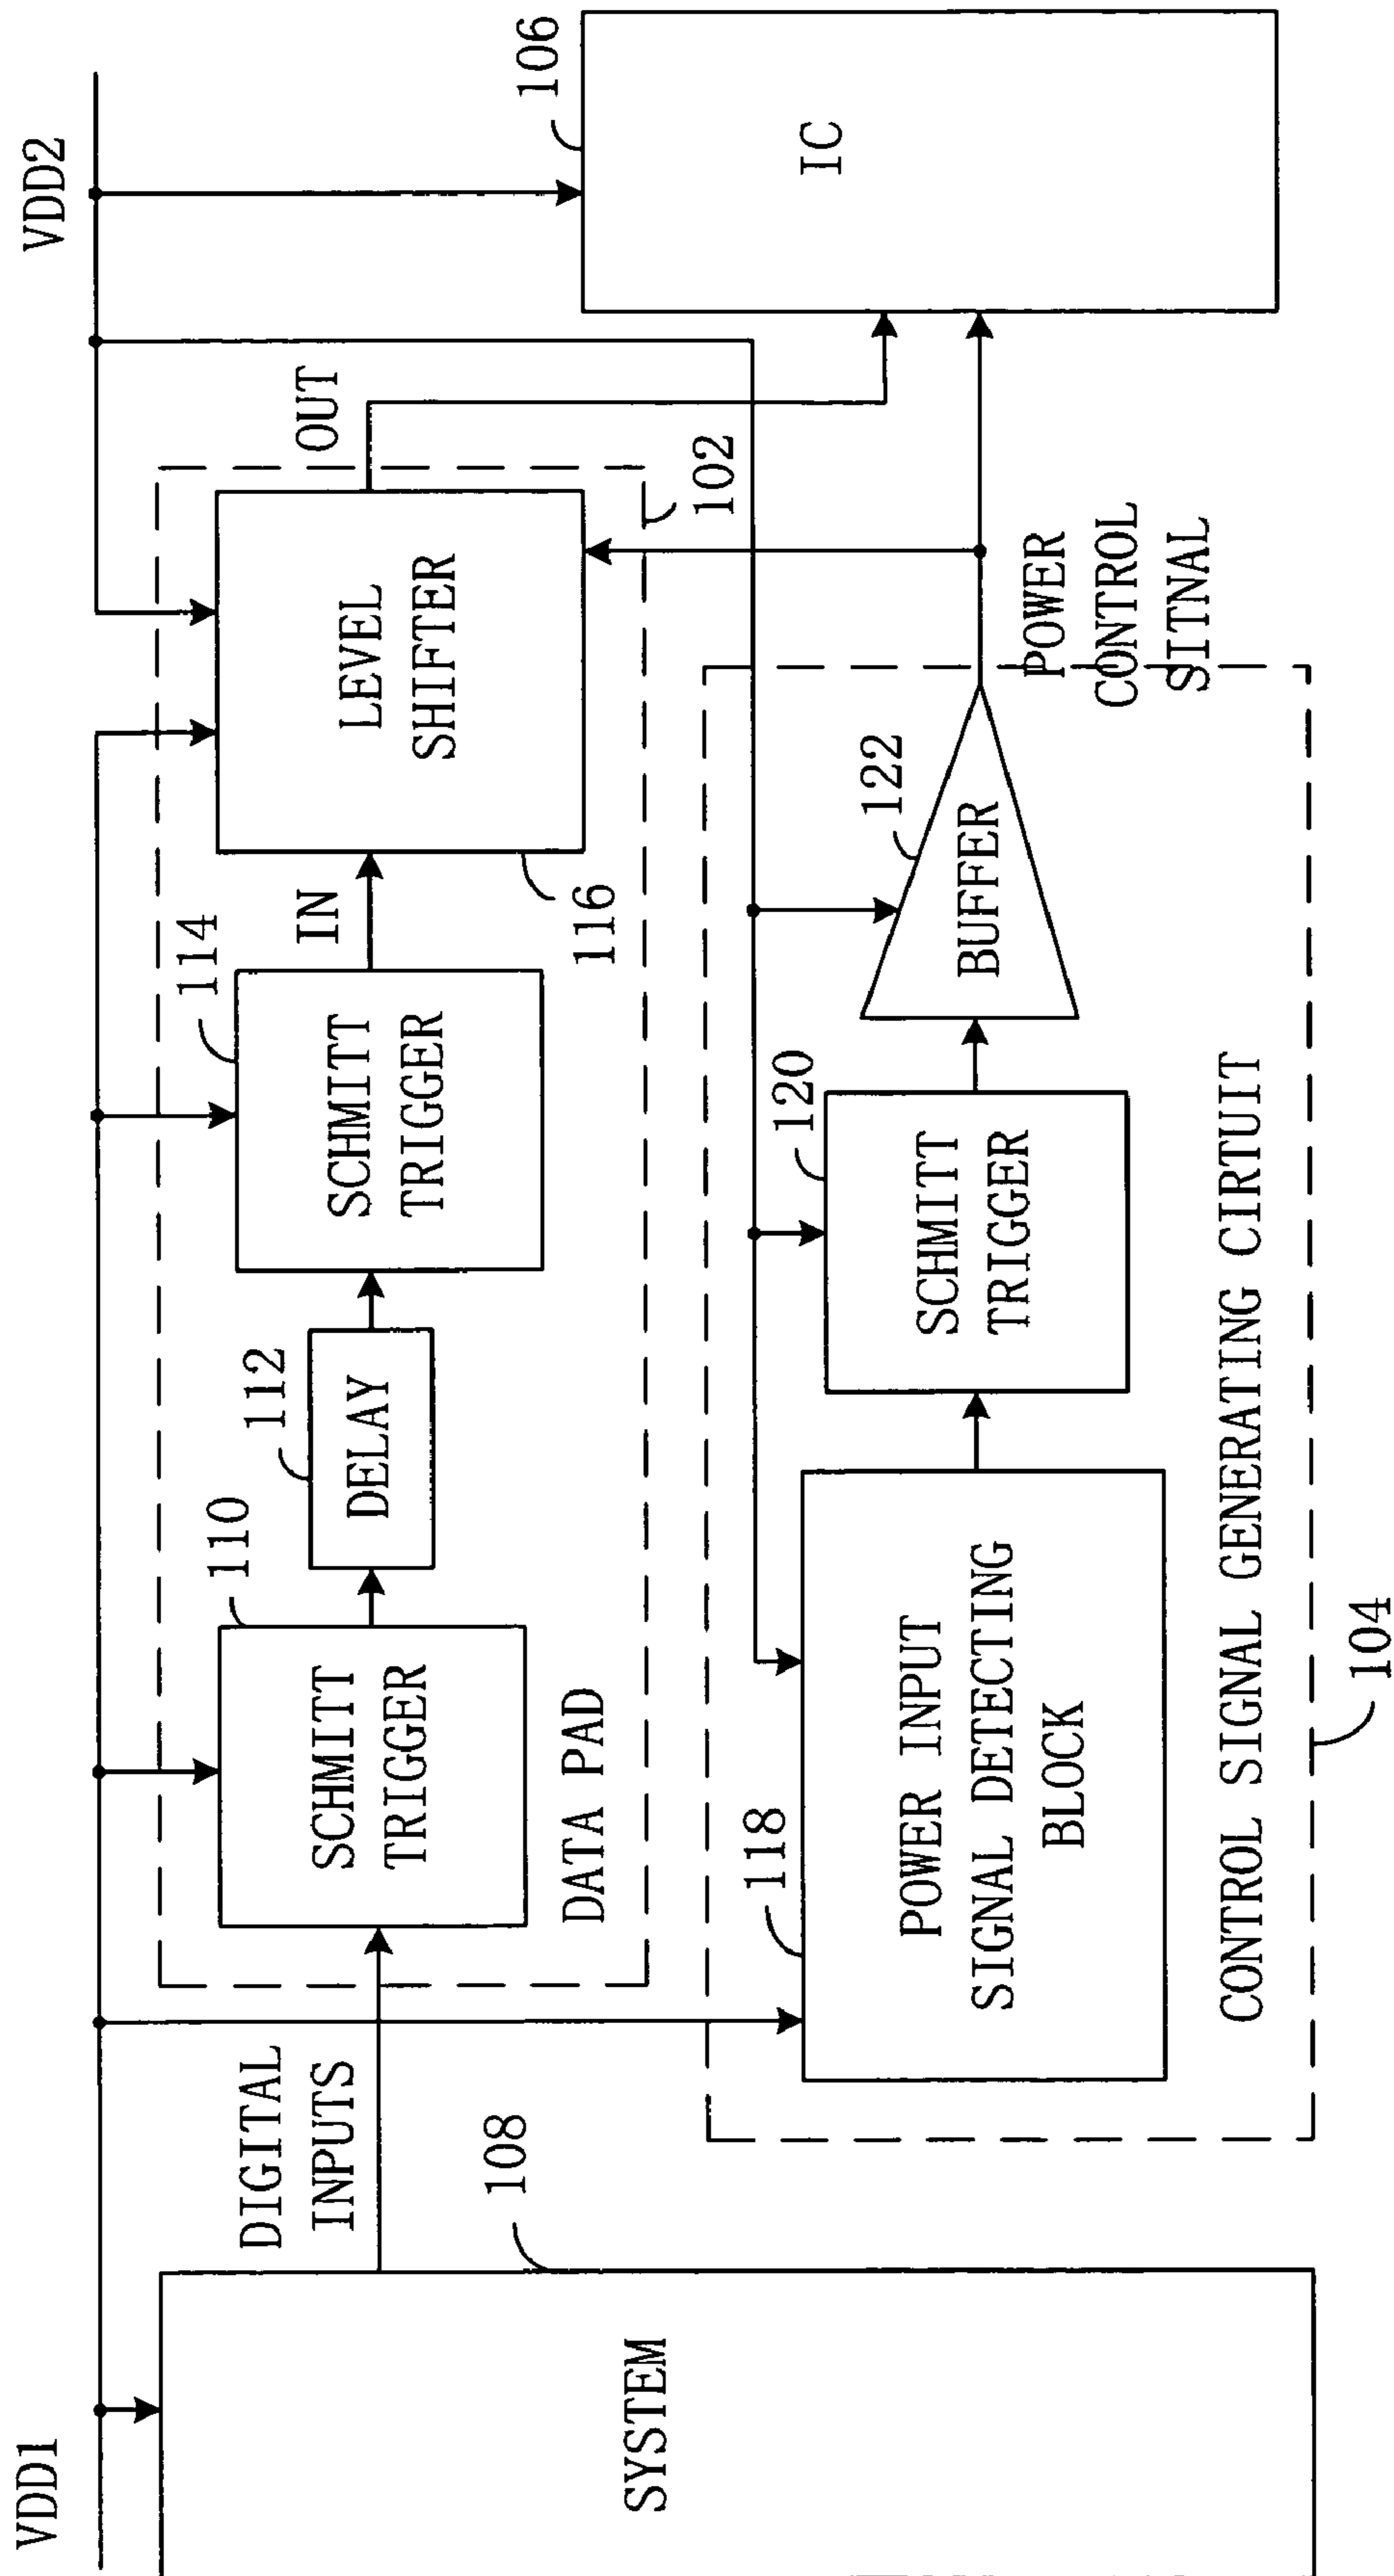 VDD1
VDD2
SYSTEM
108
DIGITAL
INPUTS
SCHMITT
TRIGGER
110
DELAY
112
SCHMITT
TRIGGER
114
IN
LEVEL
SHIFTER
116
OUT
102
DATA PAD
IC
106
POWER INPUT
SIGNAL DETECTING
BLOCK
118
SCHMITT
TRIGGER
120
BUFFER
122
POWER
CONTROL
SITNAL
CONTROL SIGNAL GENERATING CIRTUIT
104